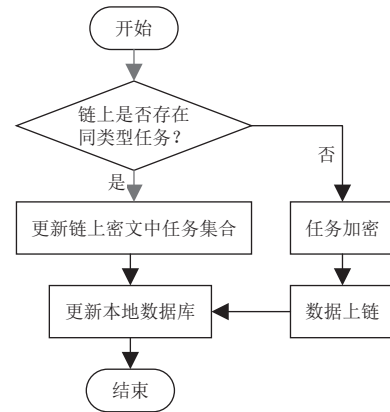 开始
链上是否存在
同类型任务?
否
是
更新链上密文中任务集合
任务加密
更新本地数据库
数据上链
结束